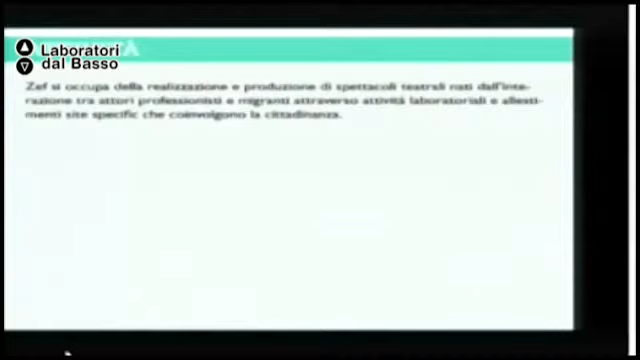 Laboratori
dal Basso
Zef si occupa della realizzazione e produzione di spettacoli teatrali nati dall'inte-
razione tra attori professionisti e migranti attraverso attività laboratoriali e allesti-
menti site specific che coinvolgono la cittadinanza.